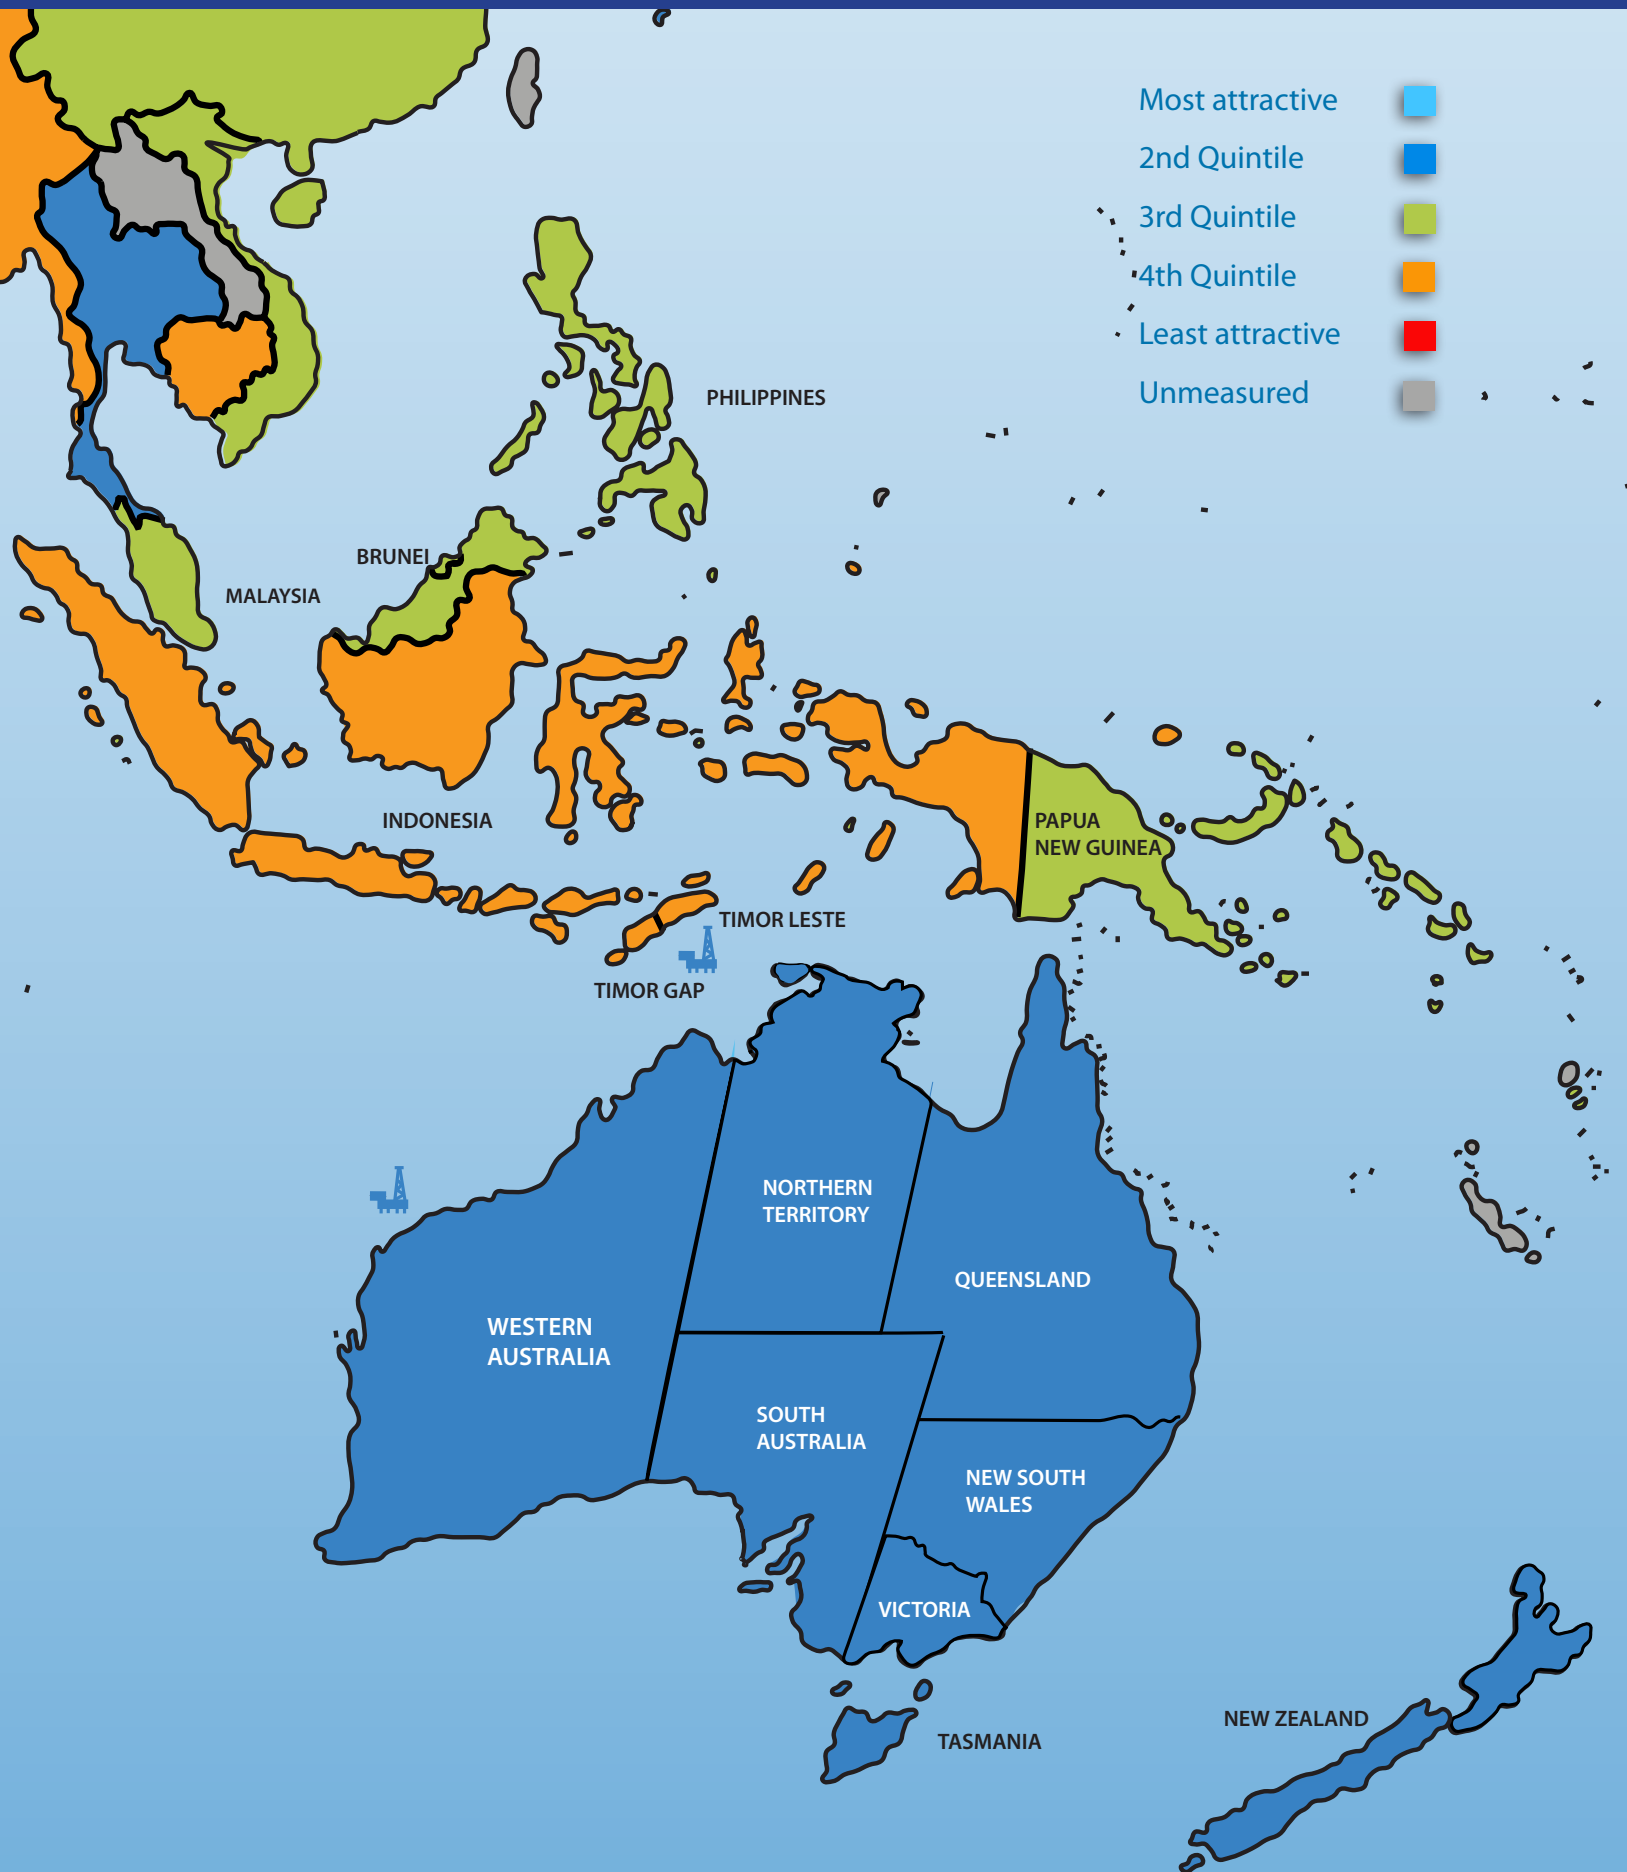 Most attractive
2nd Quintile
3rd Quintile
4th Quintile
Least attractive
Unmeasured
PHILIPPINES
BRUNEI
MALAYSIA
INDONESIA
PAPUA
NEW GUINEA
TIMOR LESTE
TIMOR GAP
NORTHERN
TERRITORY
QUEENSLAND
WESTERN
AUSTRALIA
SOUTH
AUSTRALIA
NEW SOUTH
WALES
VICTORIA
NEW ZEALAND
TASMANIA